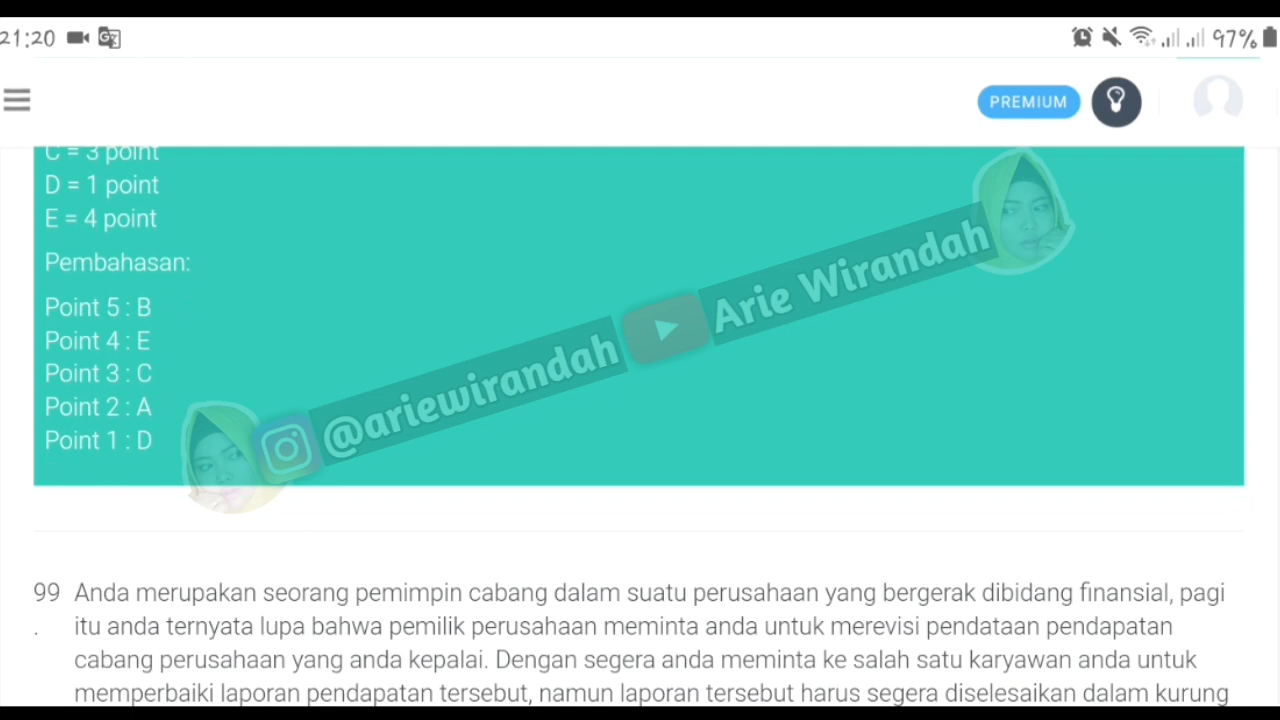 21:20
97%
PREMIUM
C = 3 point
D = 1 point
E = 4 point
Pembahasan:
Point 5 : B
Point 4 : E
Point 3 : C
Point 2 : A
Point 1 : D
@ariewirandah Arie Wirandah
99 Anda merupakan seorang pemimpin cabang dalam suatu perusahaan yang bergerak dibidang finansial, pagi
. itu anda ternyata lupa bahwa pemilik perusahaan meminta anda untuk merevisi pendataan pendapatan
cabang perusahaan yang anda kepalai. Dengan segera anda meminta ke salah satu karyawan anda untuk
memperbaiki laporan pendapatan tersebut, namun laporan tersebut harus segera diselesaikan dalam kurung